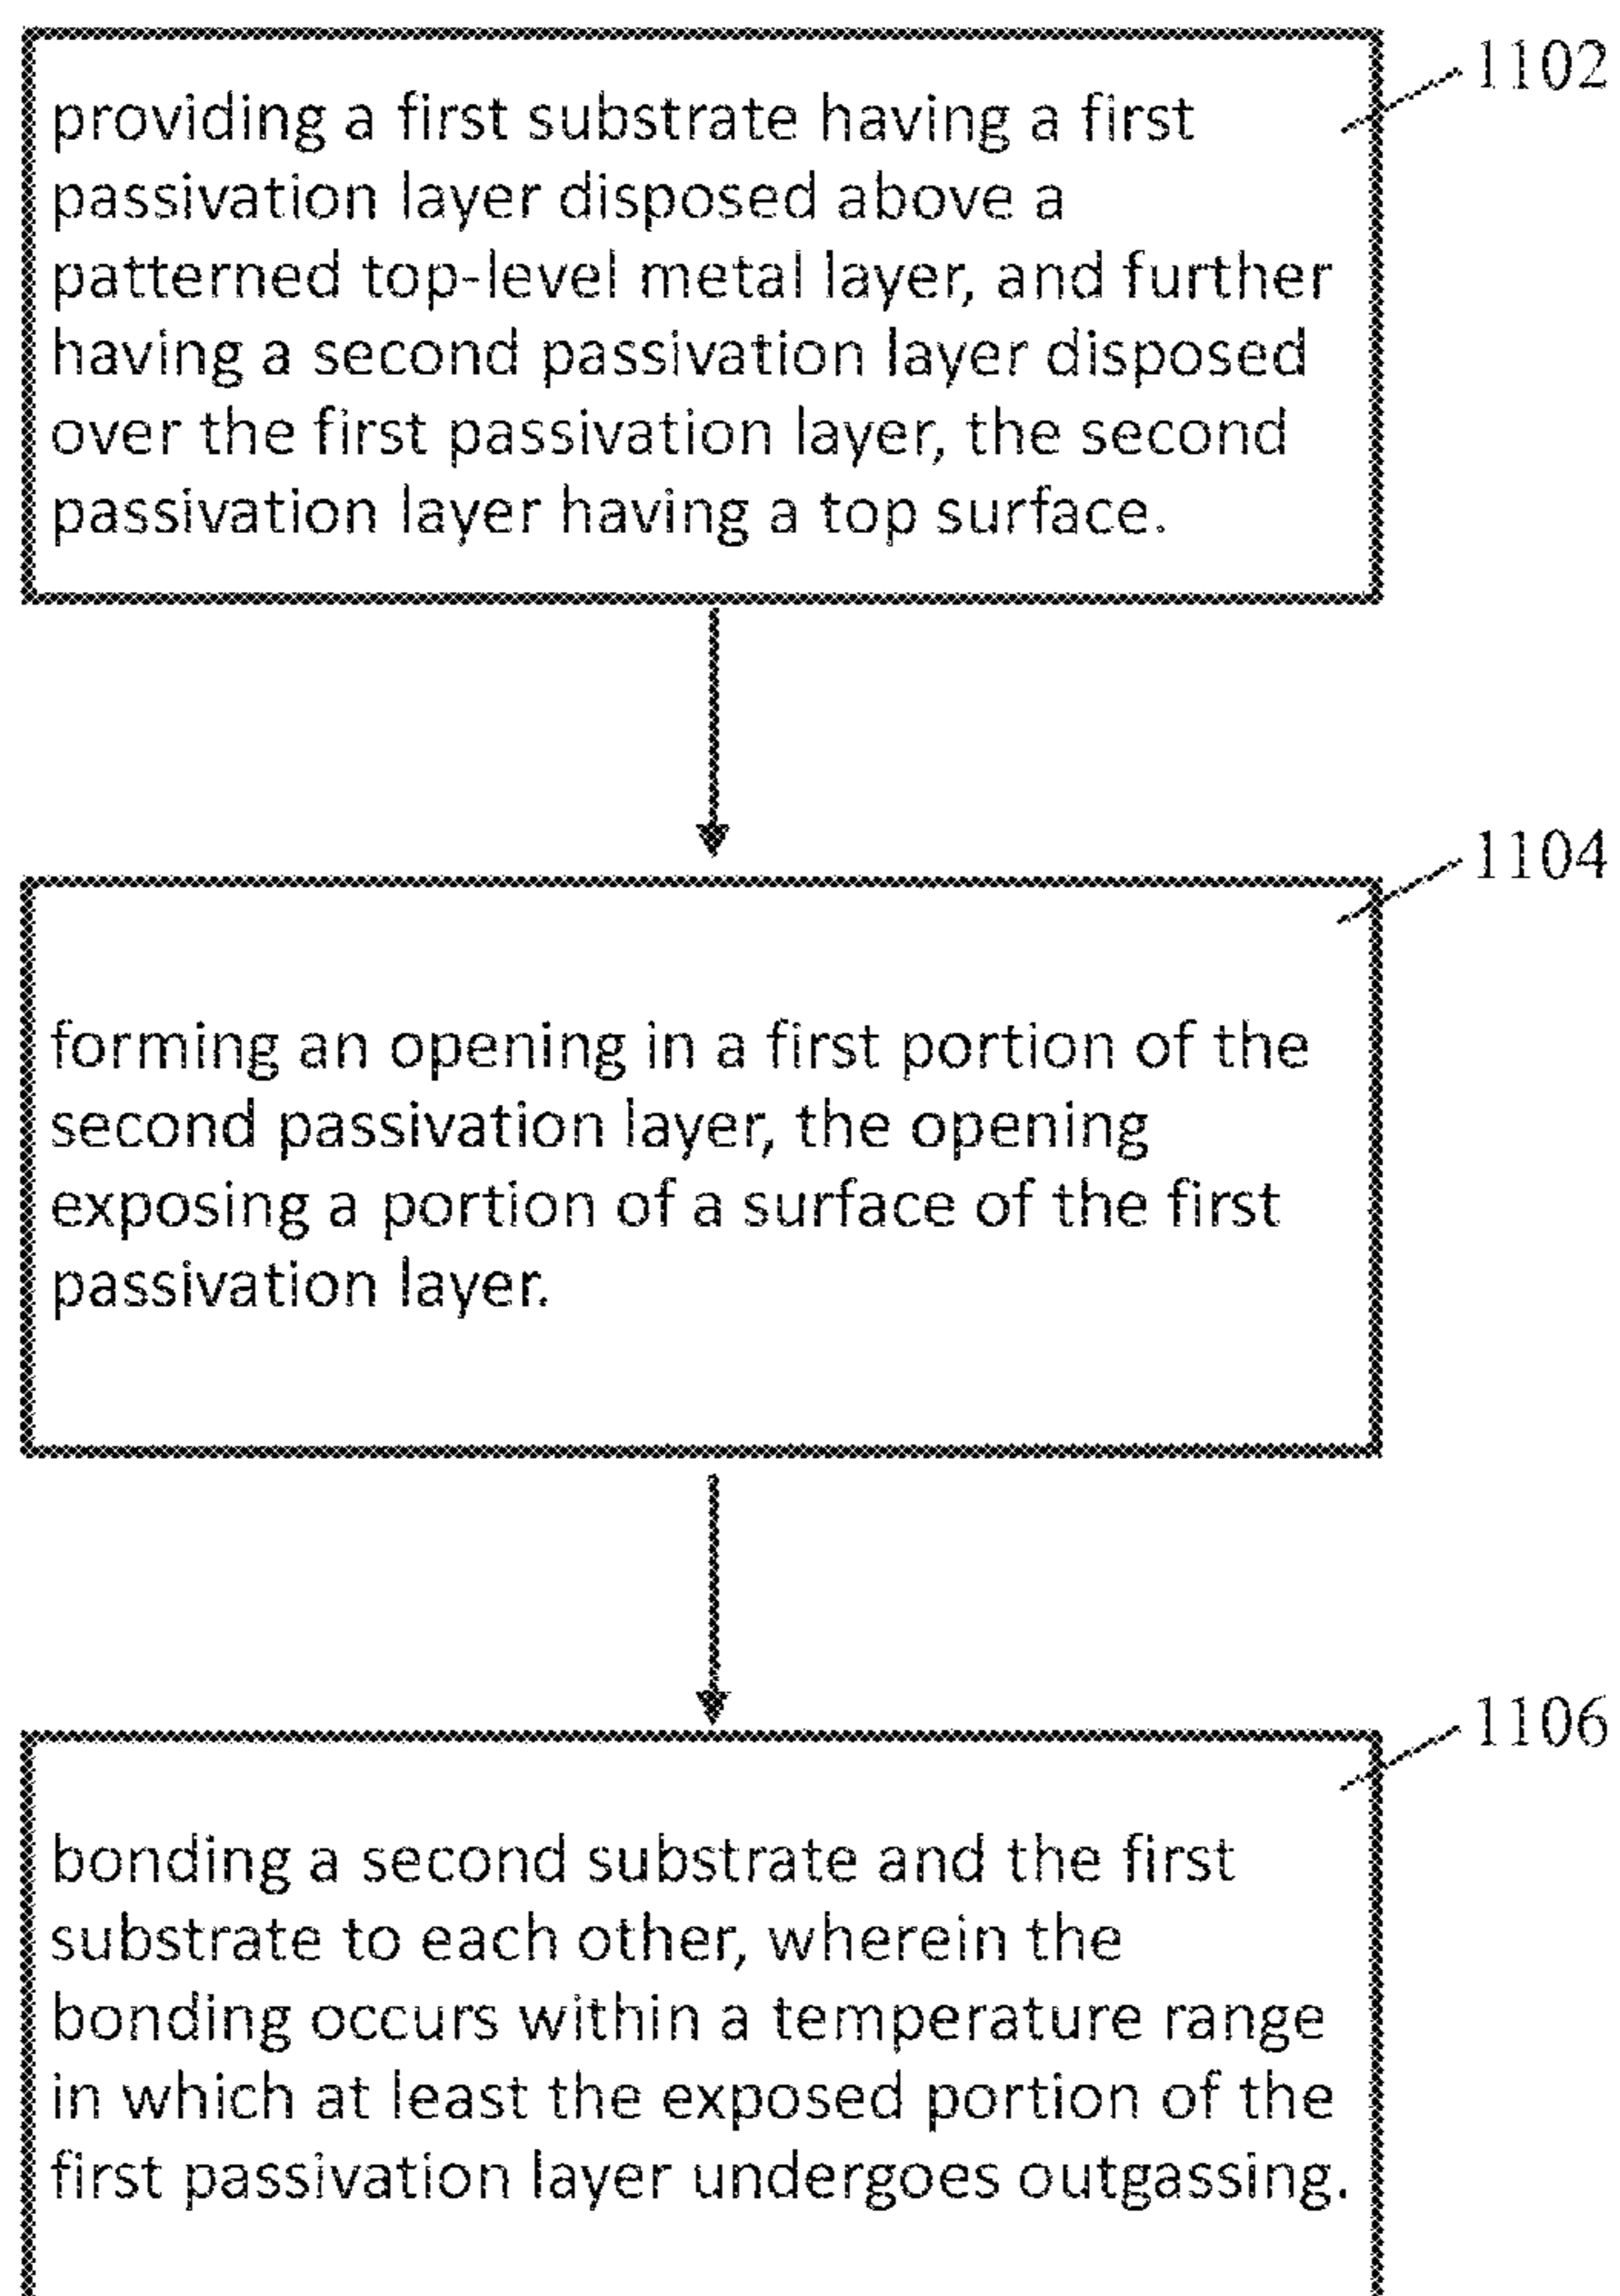 1102
providing a first substrate having a first
passivation layer disposed above a
patterned top-level metal layer, and further
having a second passivation layer disposed
over the first passivation layer, the second
passivation layer having a top surface.
1104
forming an opening in a first portion of the
second passivation layer, the opening
exposing a portion of a surface of the first
passivation layer.
1106
bonding a second substrate and the first
substrate to each other, wherein the
bonding occurs within a temperature range
in which at least the exposed portion of the
first passivation layer undergoes outgassing.